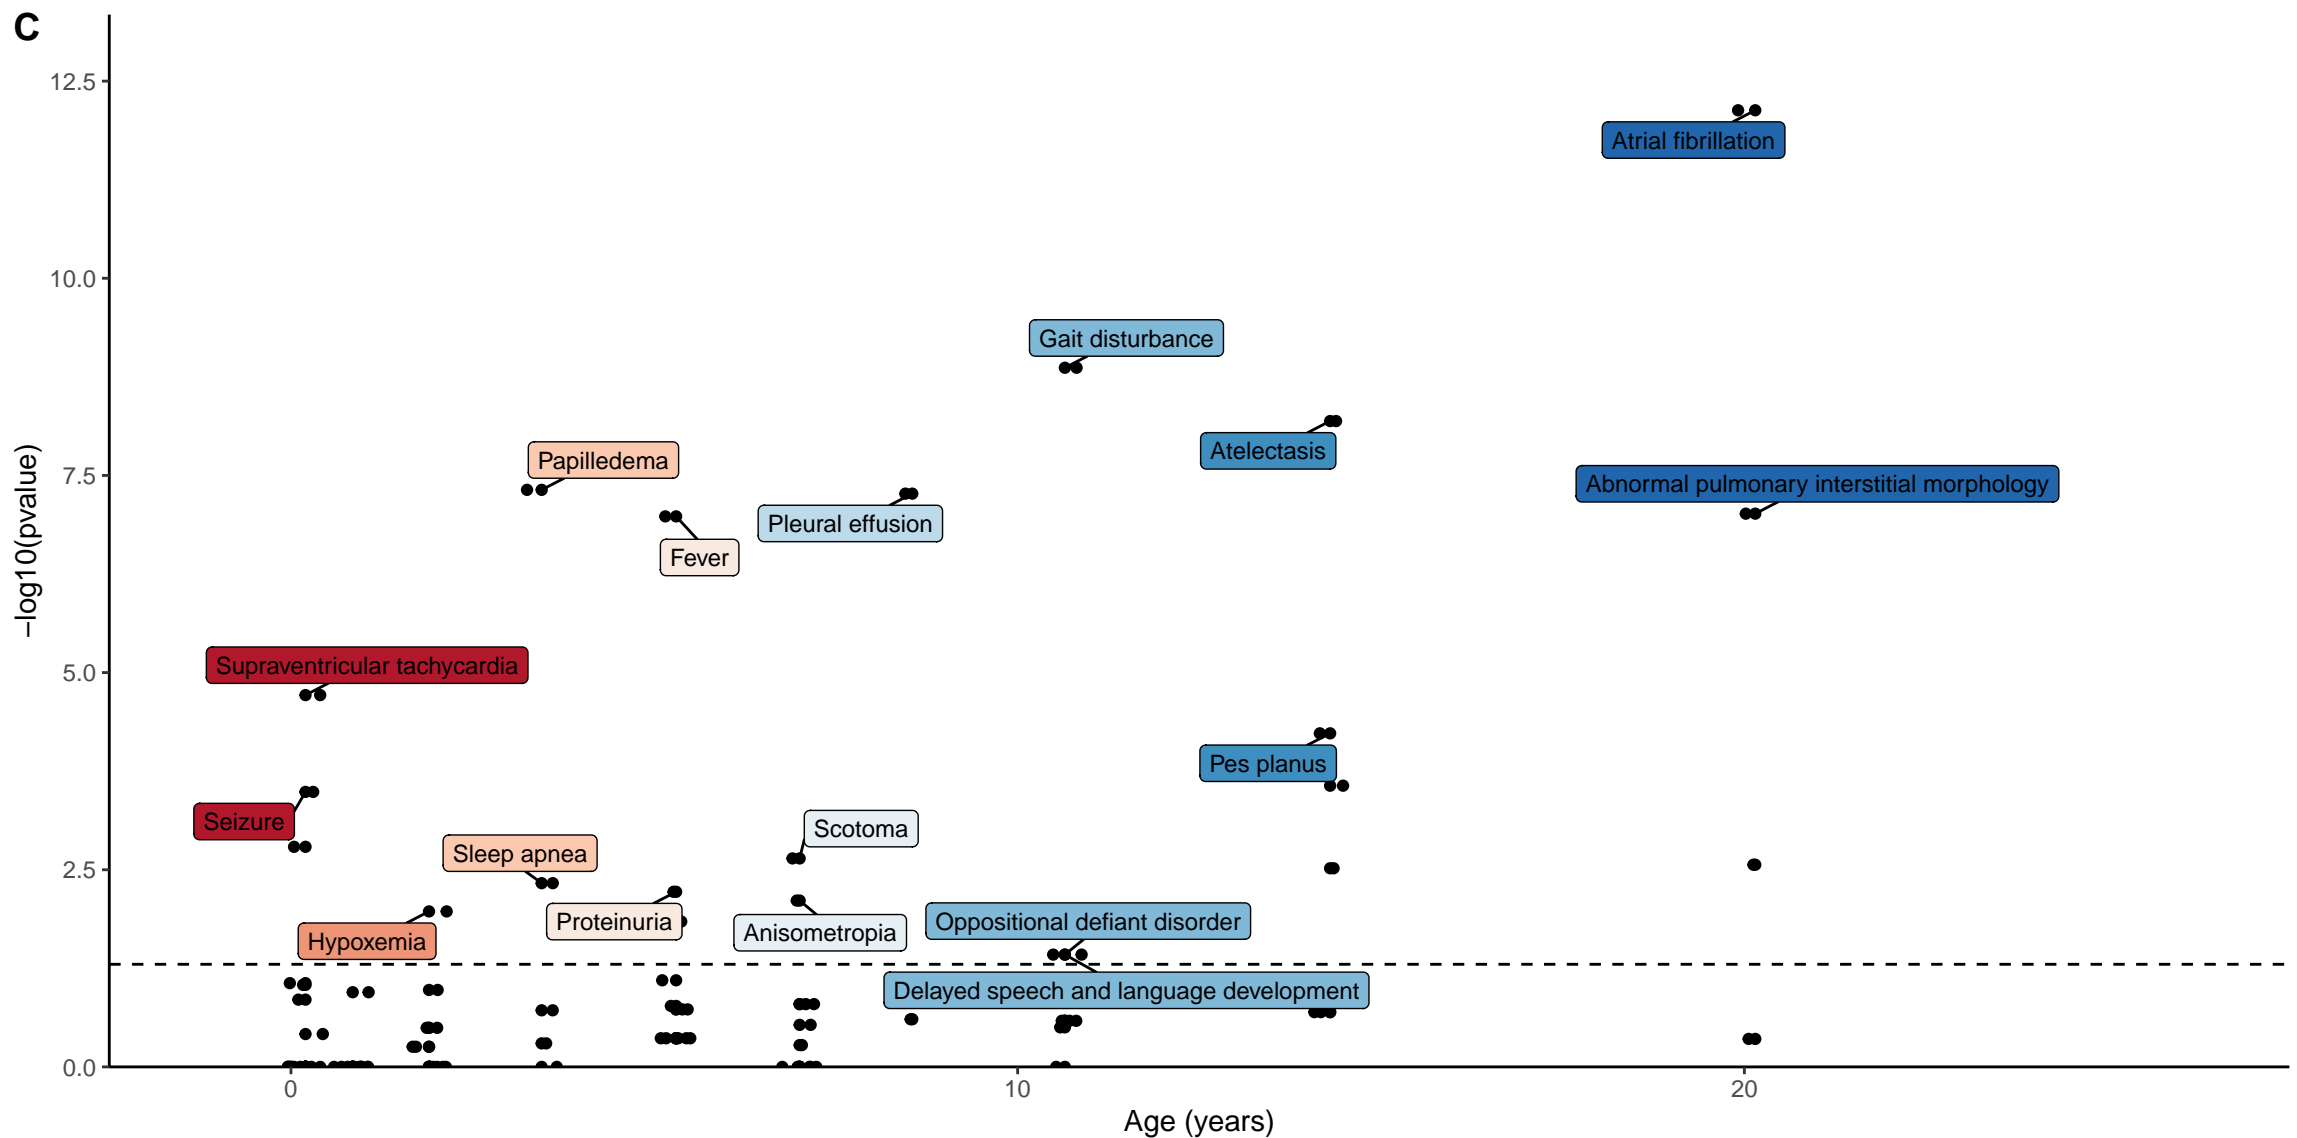 C
12.5
Atrial fibrillation
10.0
Gait disturbance
Papilledema
Atelectasis
7.5
Abnormal pulmonary interstitial morphology
Pleural effusion
Fever
−log10(pvalue)
Supraventricular tachycardia
5.0
Pes planus
Seizure
Scotoma
Sleep apnea
2.5
Proteinuria
Oppositional defiant disorder
Anisometropia
Hypoxemia
Delayed speech and language development
0.0
0
10
20
Age (years)